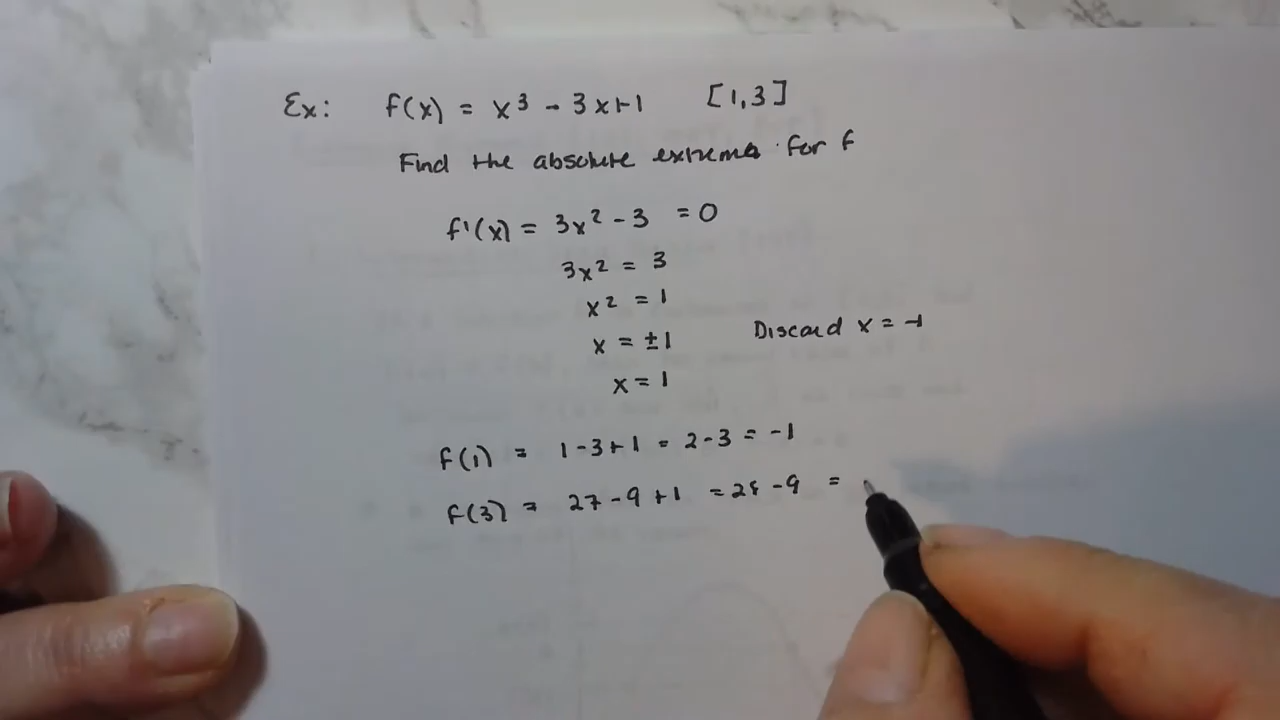 Ex: f(x) = x³ - 3x+1 [1,3]
Find the absolute extrema for f
f'(x) = 3x² - 3 = 0
3x² = 3
x² = 1
x = ±1 Discard x = -1
x = 1
f(1) = 1-3+1 = 2-3 = -1
f(3) = 27-9+1 = 28-9 =